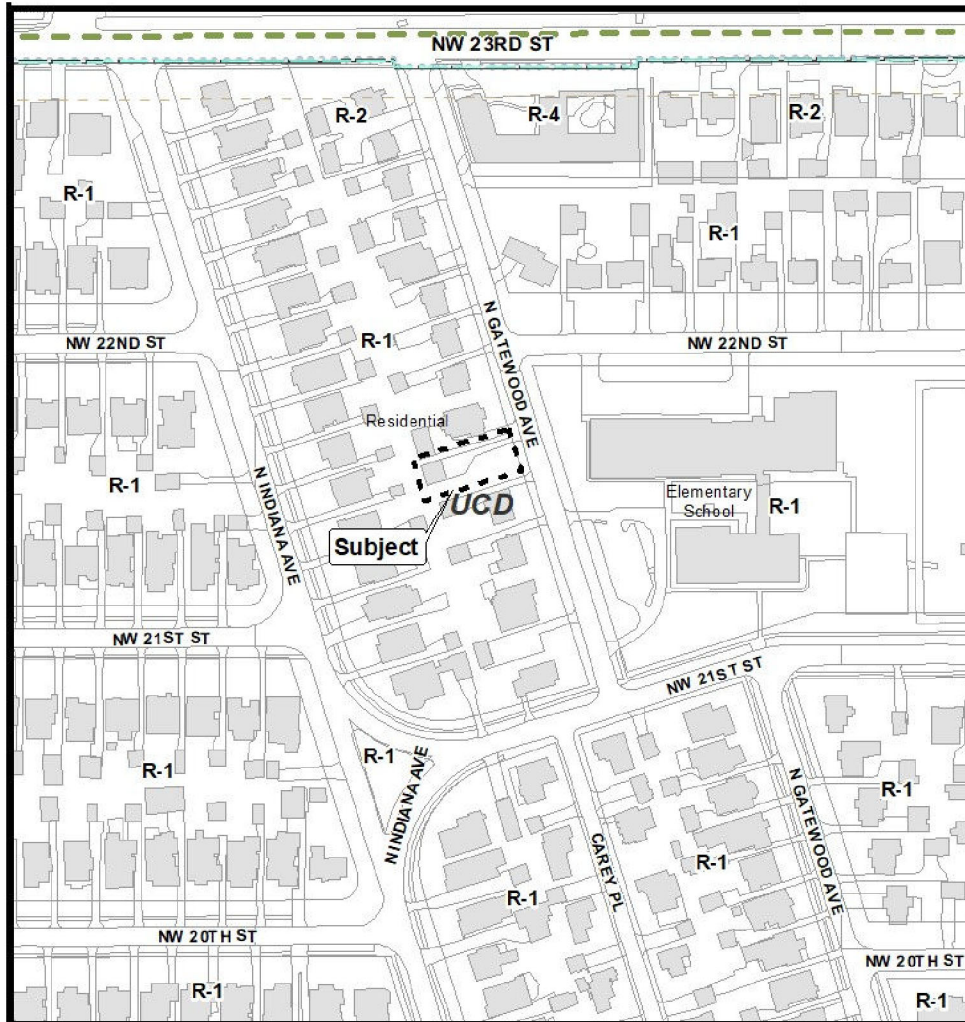 NW 23RD ST
R-2
R-4
R-2
R-1
R-1
N GATEWOOD AVE
NW 22ND ST
R-1
NW 22ND ST
Residential
R-1
N INDIANA AVE
UCD
Elementary
School
R-1
Subject
NW 21ST ST
NW 21ST ST
R-1
N INDIANA AVE
R-1
N GATEWOOD AVE
R-1
CAREY PL
R-1
R-1
NW 20TH ST
NW 20TH ST
R-1
R-1